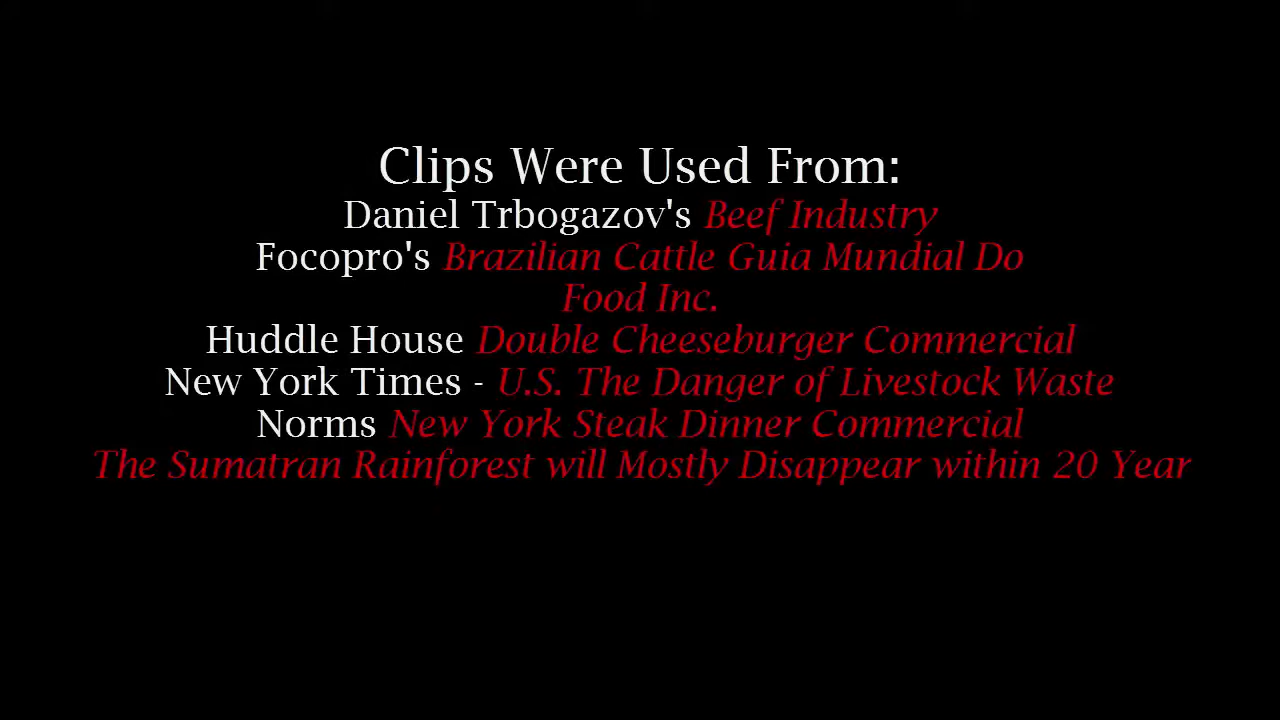 Clips Were Used From:
Daniel Trbogazov's Beef Industry
Focopro's Brazilian Cattle Guia Mundial Do
Food Inc.
Huddle House Double Cheeseburger Commercial
New York Times - U.S. The Danger of Livestock Waste
Norms New York Steak Dinner Commercial
The Sumatran Rainforest will Mostly Disappear within 20 Year